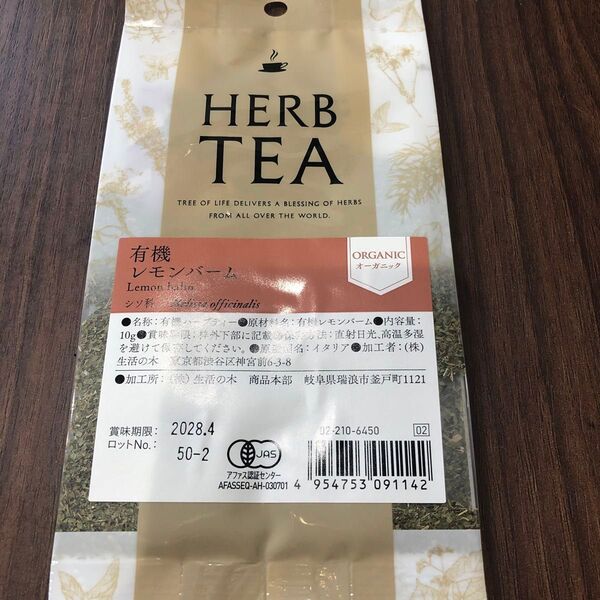 HERB
TEA
TREE OF LIFE DELIVERS A BLESSING OF HERBS
FROM ALL OVER THE WORLD.
有機
レモンバーム
Lemon balm
シソ科 Melissa officinalis
ORGANIC
オーガニック
●名称:有機ハーブティー●原材料名:有機レモンバーム●内容量:
10g●賞味期限:枠外下部に記載●保存方法:直射日光、高温多湿
を避けて保存してください。●原産国名:イタリア●加工者:(株)
生活の木 東京都渋谷区神宮前6-3-8
●加工所:(株)生活の木 商品本部 岐阜県瑞浪市釜戸町1121
賞味期限: 2028.4
ロットNo.: 50-2
JAS
アファス認証センター
AFASSEQ-AH-030701
02-210-6450 02
4 954753 091142